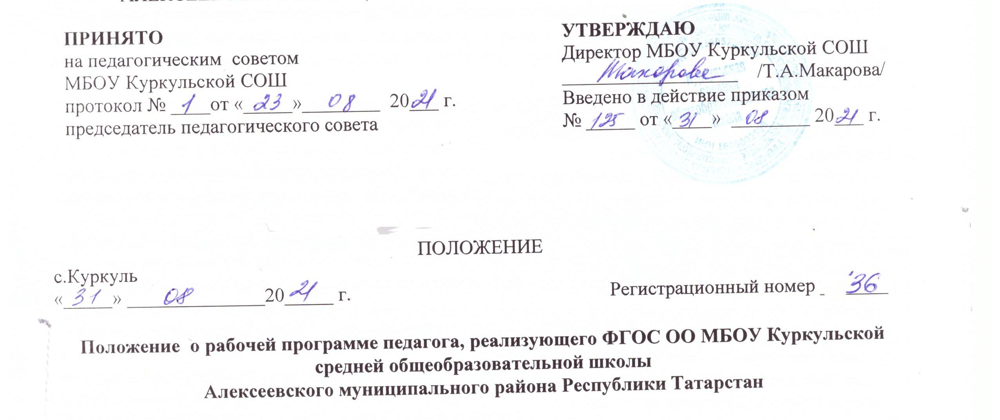 ПРИНЯТО
на педагогическим советом
МБОУ Куркульской СОШ
протокол № 1 от « 23 » 08 2021 г.
председатель педагогического совета
УТВЕРЖДАЮ
Директор МБОУ Куркульской СОШ
Макарова /Т.А.Макарова/
Введено в действие приказом
№ 125 от « 31 » 08 2021 г.
ПОЛОЖЕНИЕ
с.Куркуль
« 31 » 08 2021 г.
Регистрационный номер 36
Положение о рабочей программе педагога, реализующего ФГОС ОО МБОУ Куркульской
средней общеобразовательной школы
Алексеевского муниципального района Республики Татарстан